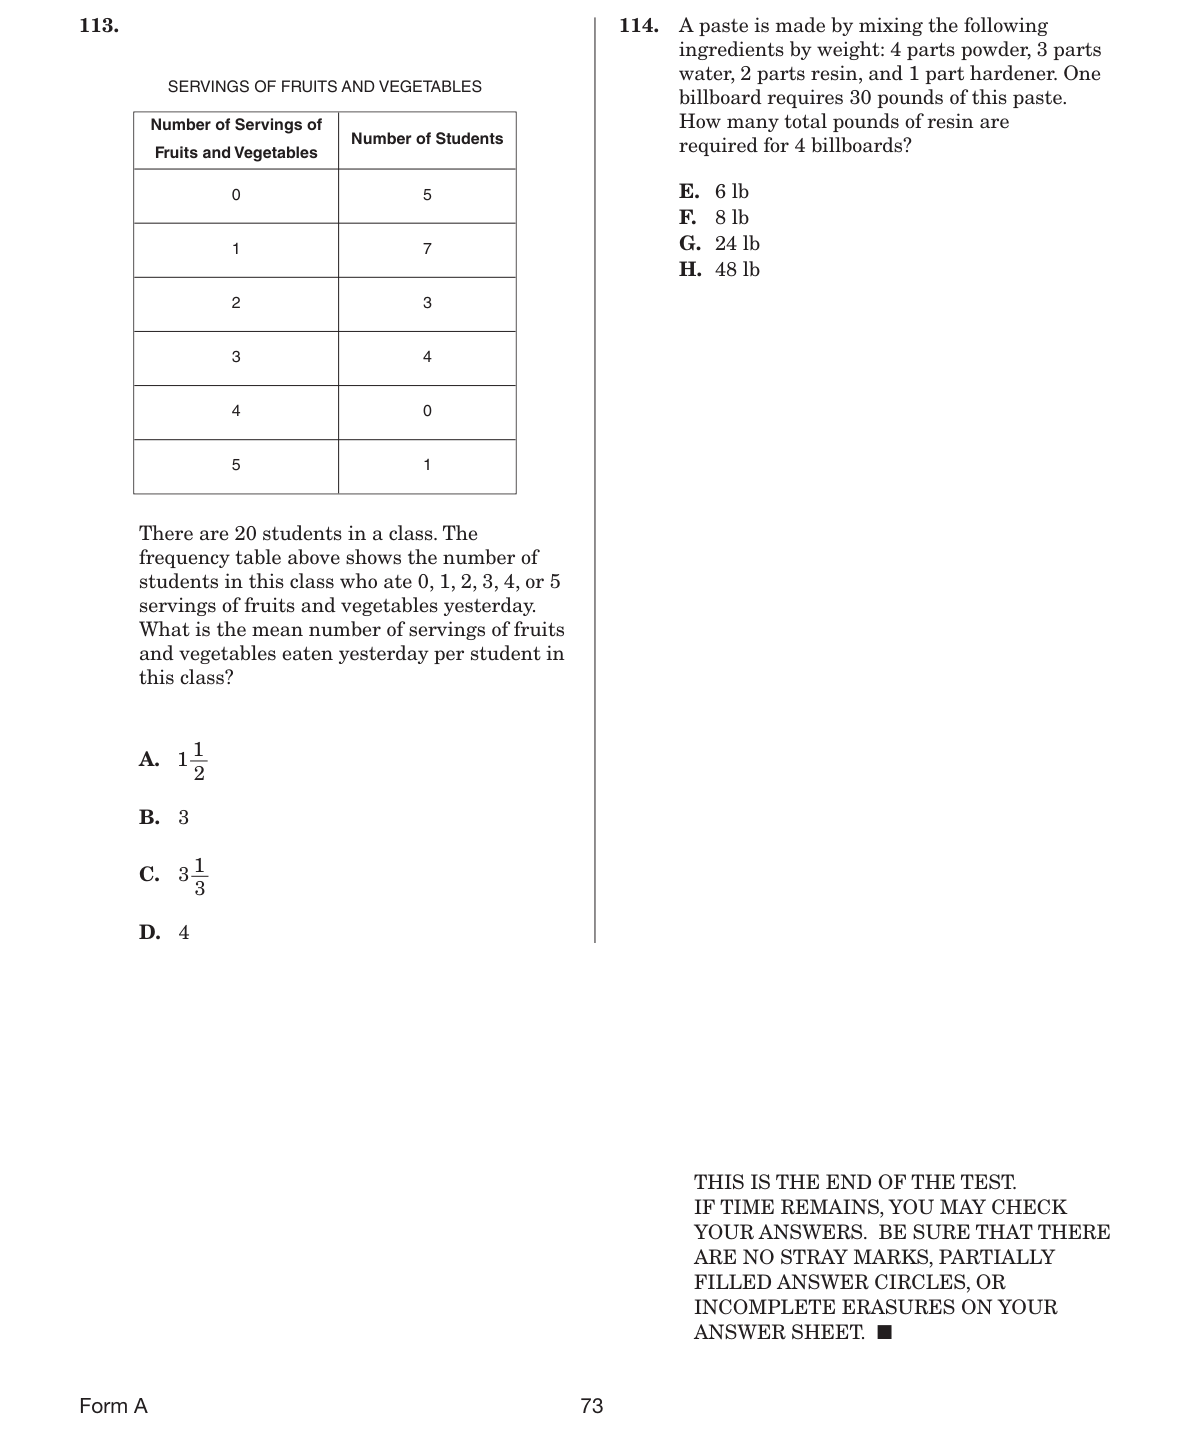 113.
SERVINGS OF FRUITS AND VEGETABLES
Number of Servings of
Fruits and Vegetables
Number of Students
0 5
1 7
2 3
3 4
4 0
5 1
There are 20 students in a class. The
frequency table above shows the number of
students in this class who ate 0, 1, 2, 3, 4, or 5
servings of fruits and vegetables yesterday.
What is the mean number of servings of fruits
and vegetables eaten yesterday per student in
this class?
A. 1 1/2
B. 3
C. 3 1/3
D. 4
114. A paste is made by mixing the following
ingredients by weight: 4 parts powder, 3 parts
water, 2 parts resin, and 1 part hardener. One
billboard requires 30 pounds of this paste.
How many total pounds of resin are
required for 4 billboards?
E. 6 lb
F. 8 lb
G. 24 lb
H. 48 lb
THIS IS THE END OF THE TEST.
IF TIME REMAINS, YOU MAY CHECK
YOUR ANSWERS. BE SURE THAT THERE
ARE NO STRAY MARKS, PARTIALLY
FILLED ANSWER CIRCLES, OR
INCOMPLETE ERASURES ON YOUR
ANSWER SHEET. ■
Form A
73